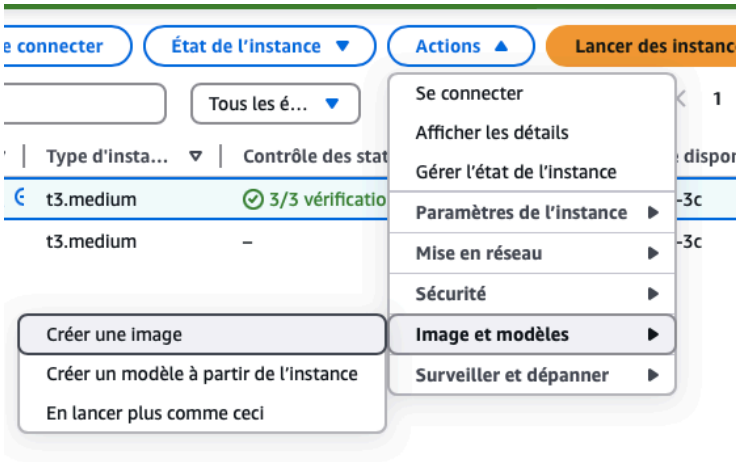 e connecter État de l'instance Actions Lancer des instanc
Tous les é... 1
Type d'insta... Contrôle des stat dispon
t3.medium 3/3 vérificatio -3c
t3.medium – -3c
Se connecter
Afficher les détails
Gérer l'état de l'instance
Paramètres de l'instance
Mise en réseau
Sécurité
Image et modèles
Surveiller et dépanner
Créer une image
Créer un modèle à partir de l'instance
En lancer plus comme ceci